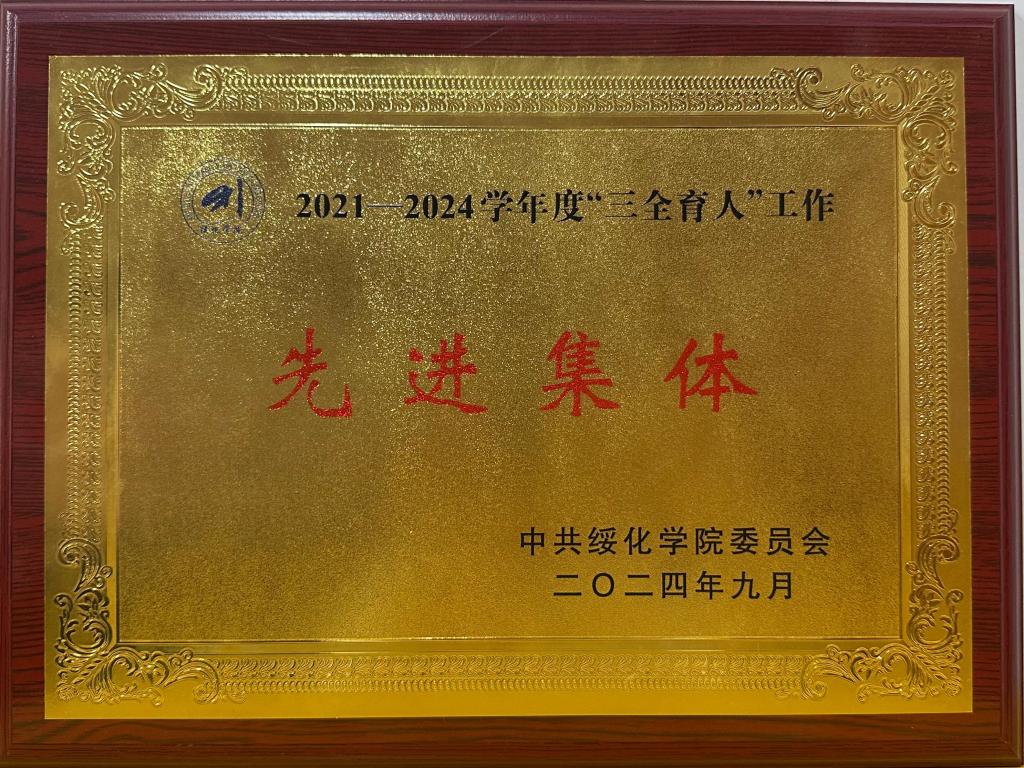 2021—2024学年度“三全育人”工作
先进集体
中共绥化学院委员会
二〇二四年九月